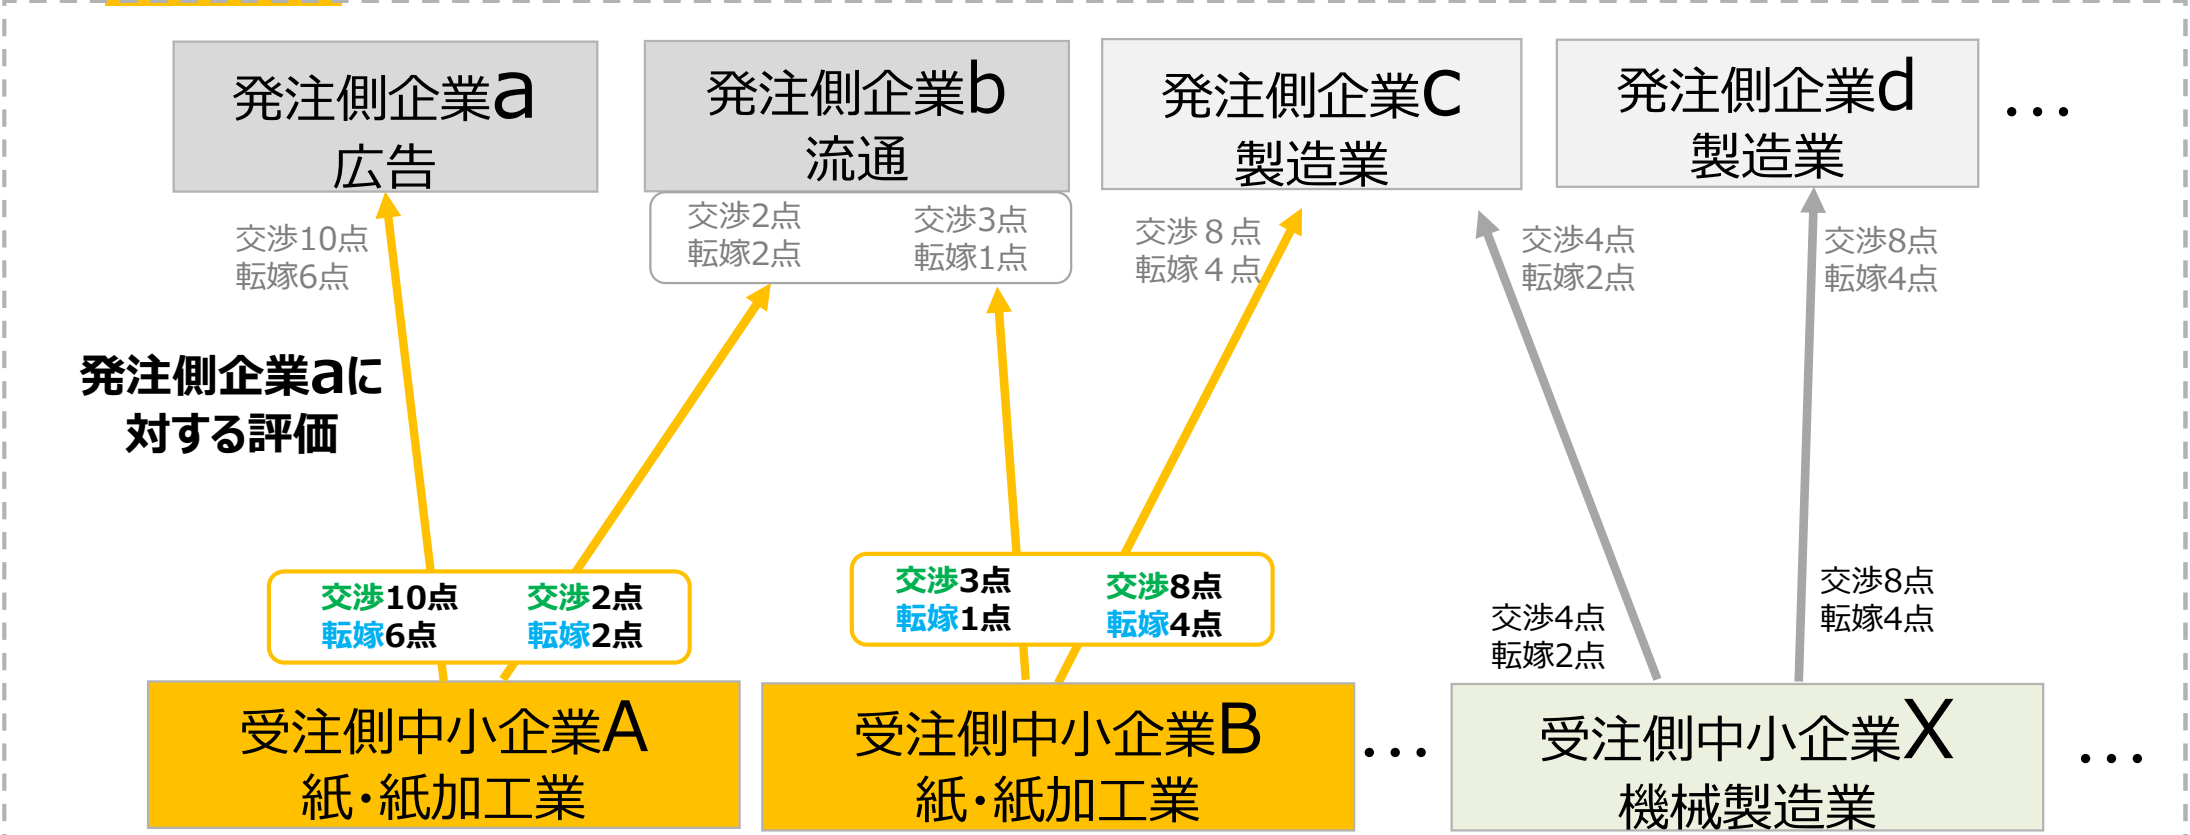 発注側企業a
広告
発注側企業b
流通
発注側企業c
製造業
発注側企業d
製造業
…
交渉10点
転嫁6点
交渉2点
転嫁2点
交渉3点
転嫁1点
交渉８点
転嫁４点
交渉4点
転嫁2点
交渉8点
転嫁4点
発注側企業aに
対する評価
交渉10点
転嫁6点
交渉2点
転嫁2点
交渉3点
転嫁1点
交渉8点
転嫁4点
交渉4点
転嫁2点
交渉8点
転嫁4点
受注側中小企業A
紙・紙加工業
受注側中小企業B
紙・紙加工業
…
受注側中小企業X
機械製造業
…